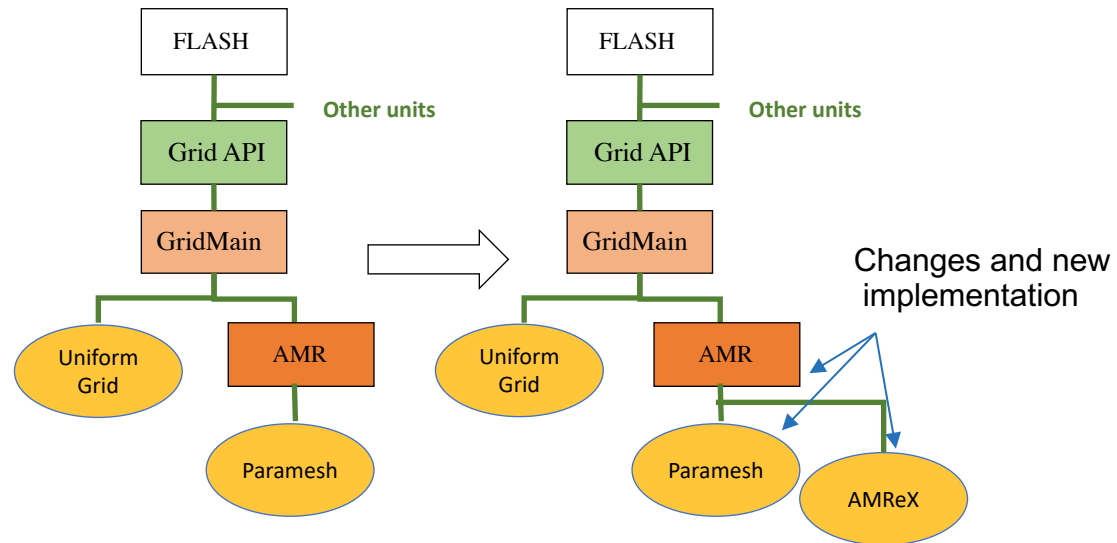 FLASH
Other units
Grid API
GridMain
Uniform
Grid
AMR
Paramesh
FLASH
Other units
Grid API
GridMain
Changes and new
implementation
Uniform
Grid
AMR
Paramesh
AMReX